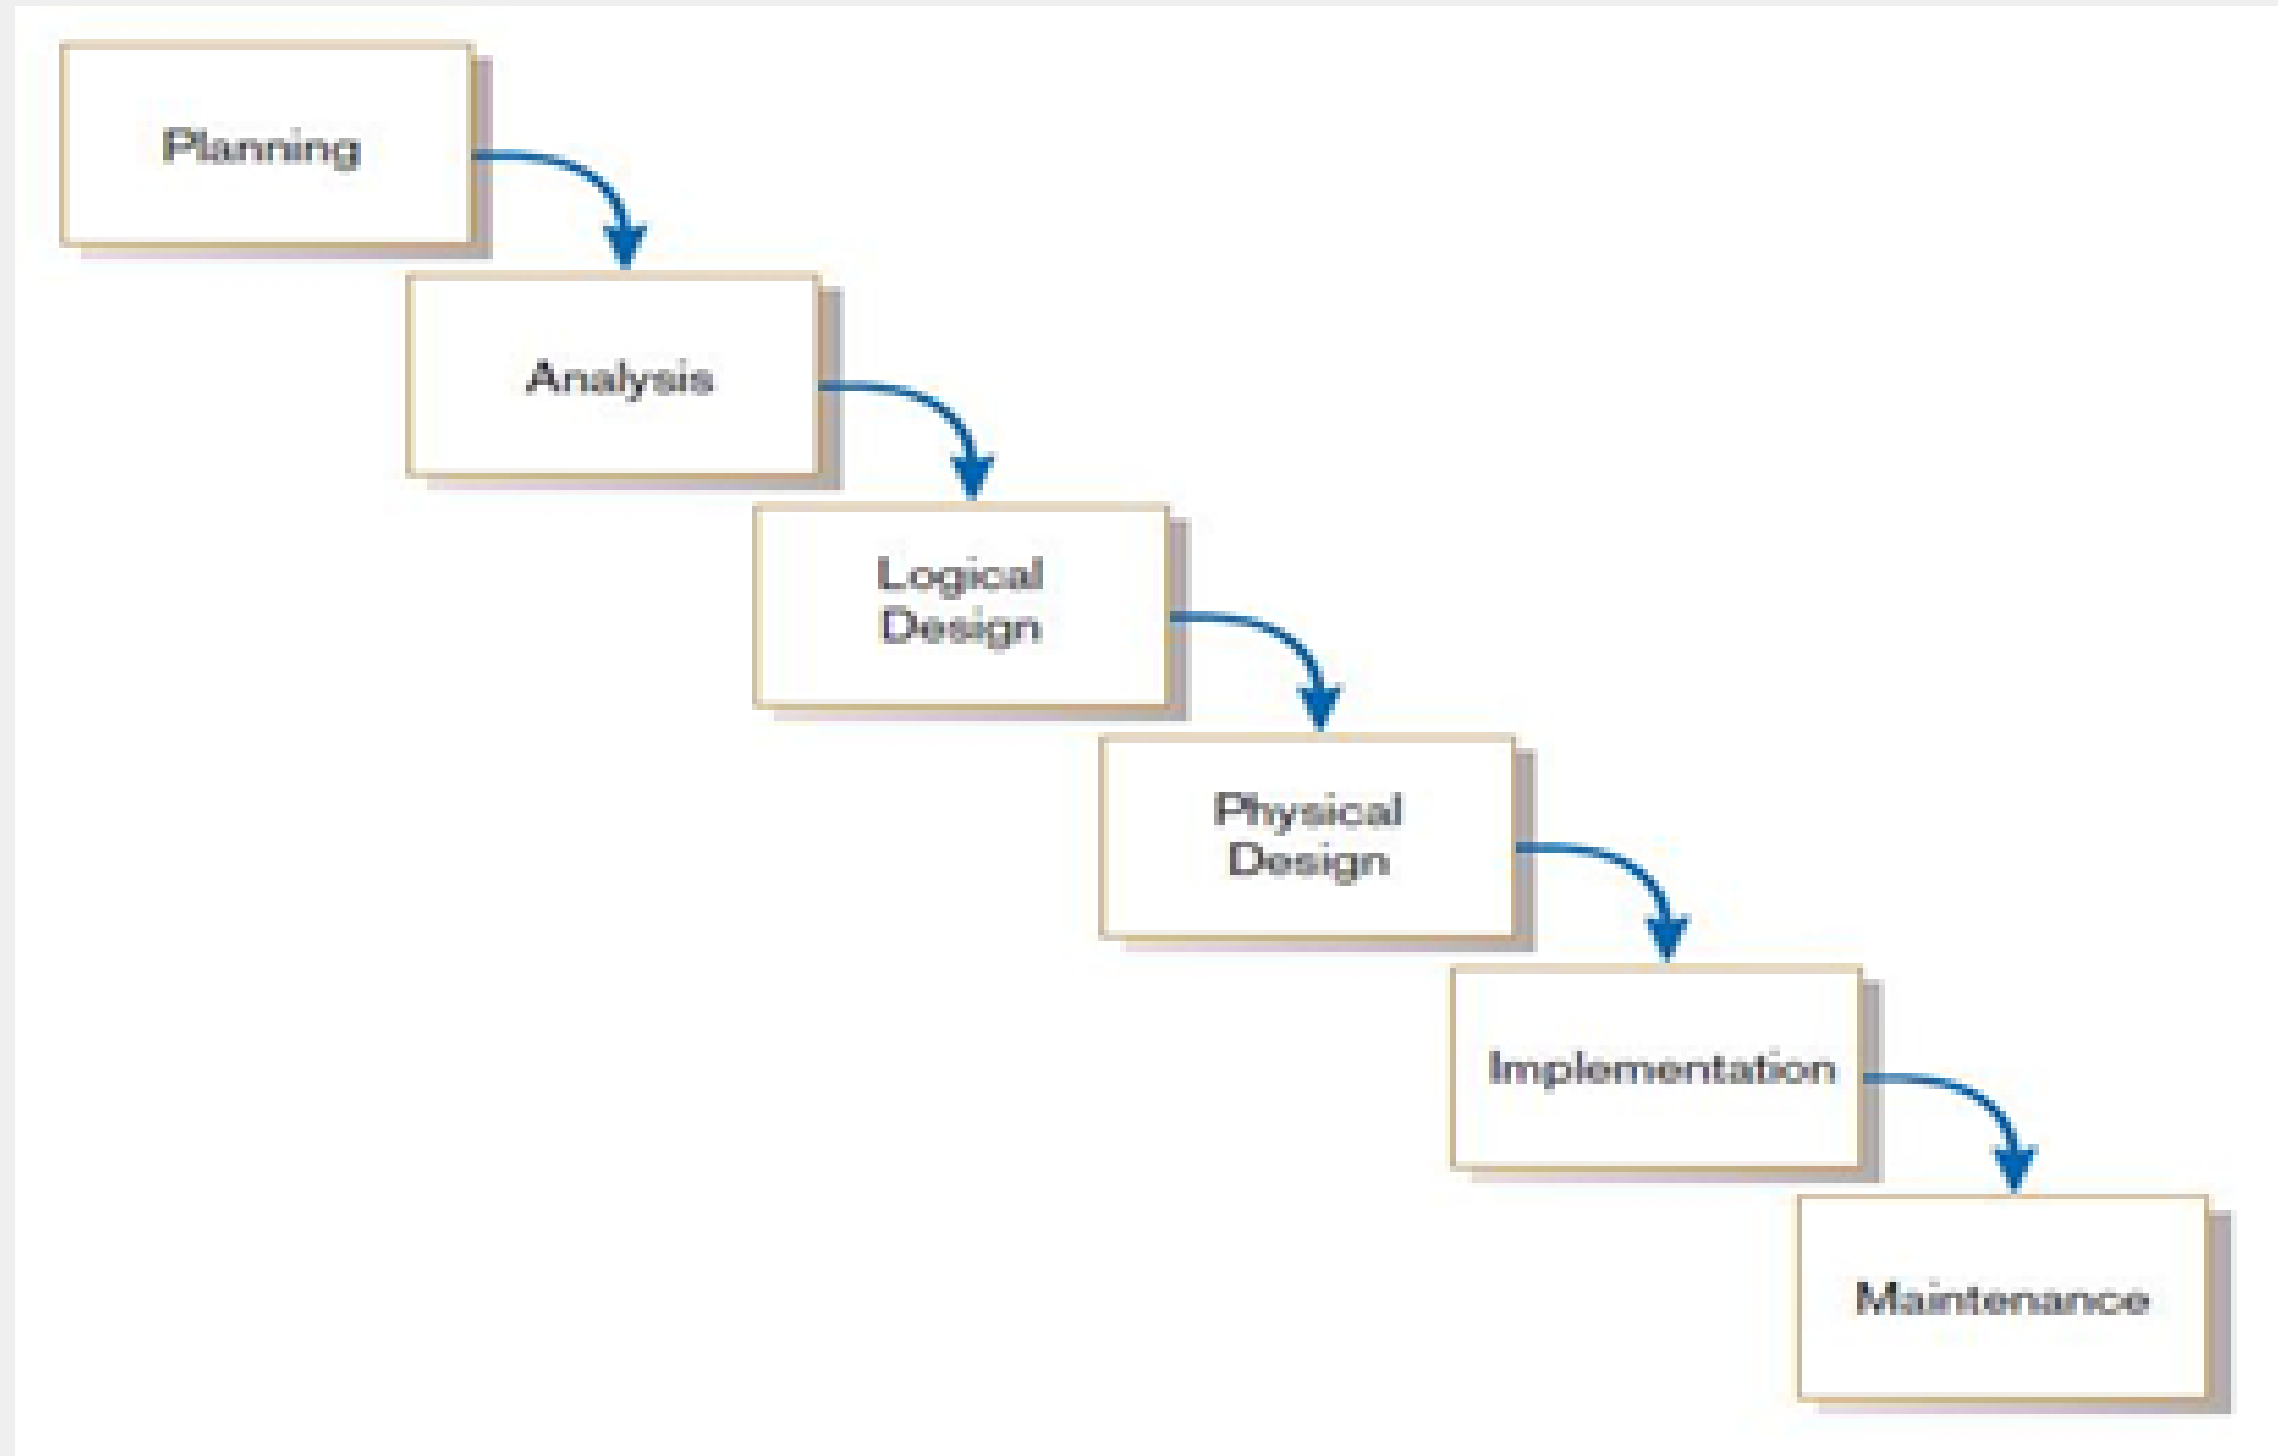 Planning
Analysis
Logical
Design
Physical
Design
Implementation
Maintenance